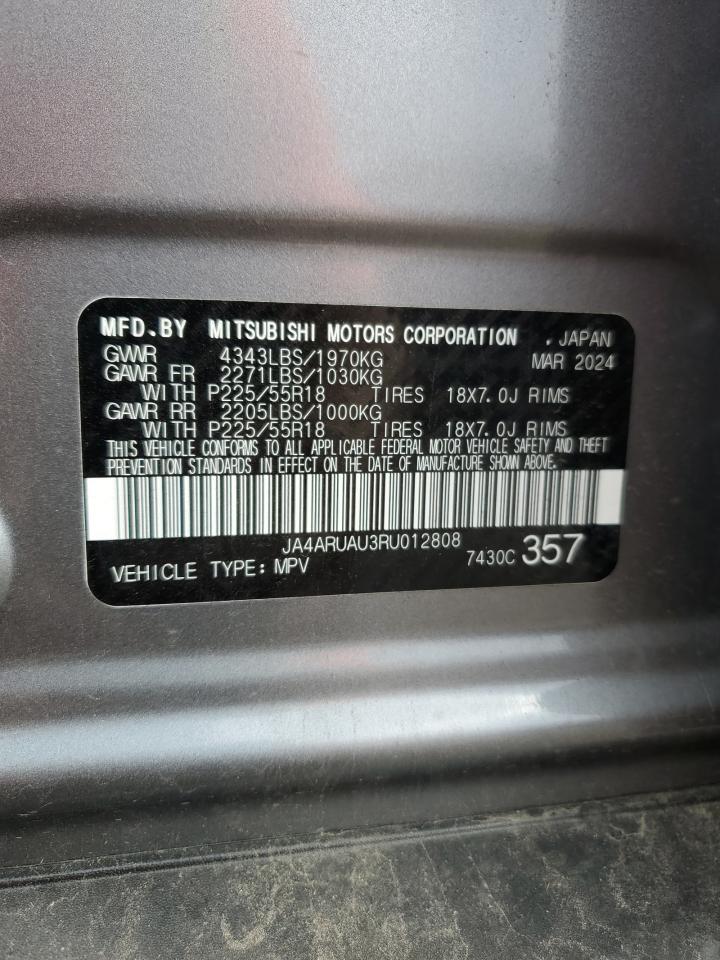 MFD.BY MITSUBISHI MOTORS CORPORATION . JAPAN
GVWR 4343LBS/1970KG MAR 2024
GAWR FR 2271LBS/1030KG
WITH P225/55R18 TIRES 18X7.0J RIMS
GAWR RR 2205LBS/1000KG
WITH P225/55R18 TIRES 18X7.0J RIMS
THIS VEHICLE CONFORMS TO ALL APPLICABLE FEDERAL MOTOR VEHICLE SAFETY AND THEFT
PREVENTION STANDARDS IN EFFECT ON THE DATE OF MANUFACTURE SHOWN ABOVE.
JA4ARUAU3RU012808
VEHICLE TYPE: MPV 7430C 357